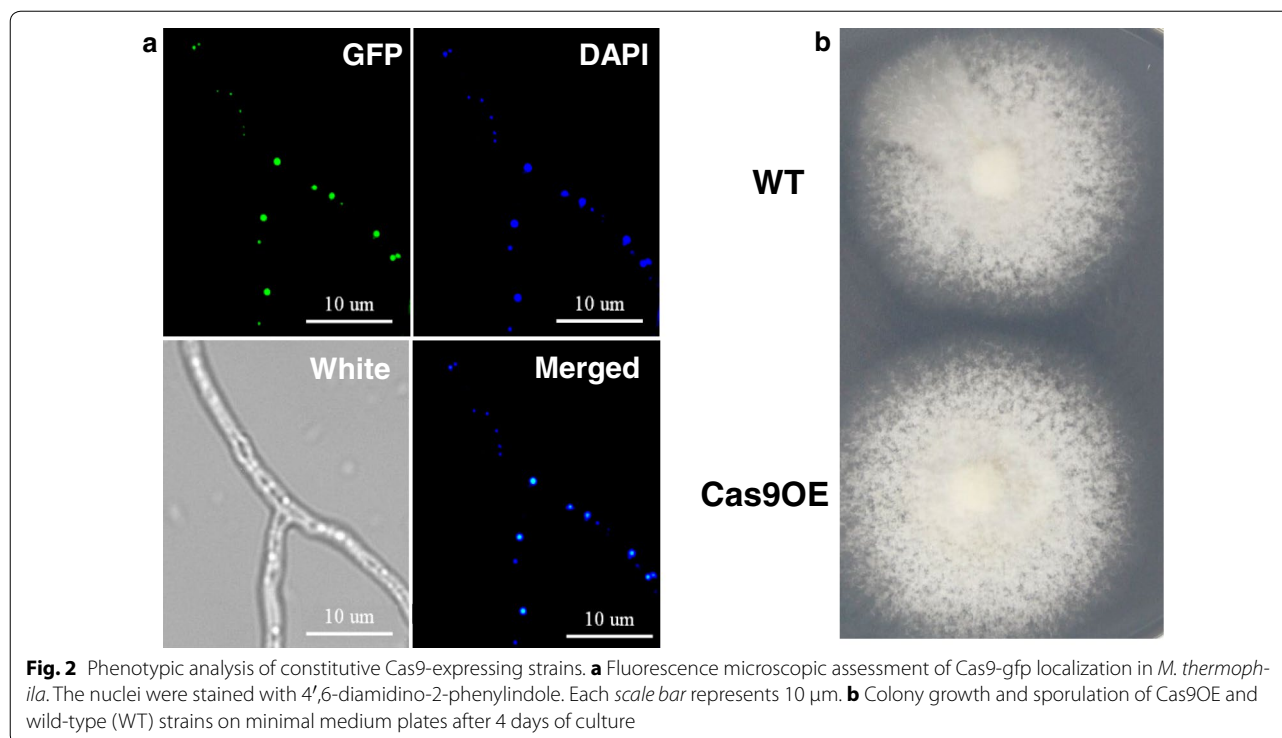 a
GFP
DAPI
10 um
10 um
White
Merged
10 um
10 um
b
WT
Cas9OE
Fig. 2 Phenotypic analysis of constitutive Cas9-expressing strains. a Fluorescence microscopic assessment of Cas9-gfp localization in M. thermoph-
ila. The nuclei were stained with 4′,6-diamidino-2-phenylindole. Each scale bar represents 10 μm. b Colony growth and sporulation of Cas9OE and
wild-type (WT) strains on minimal medium plates after 4 days of culture